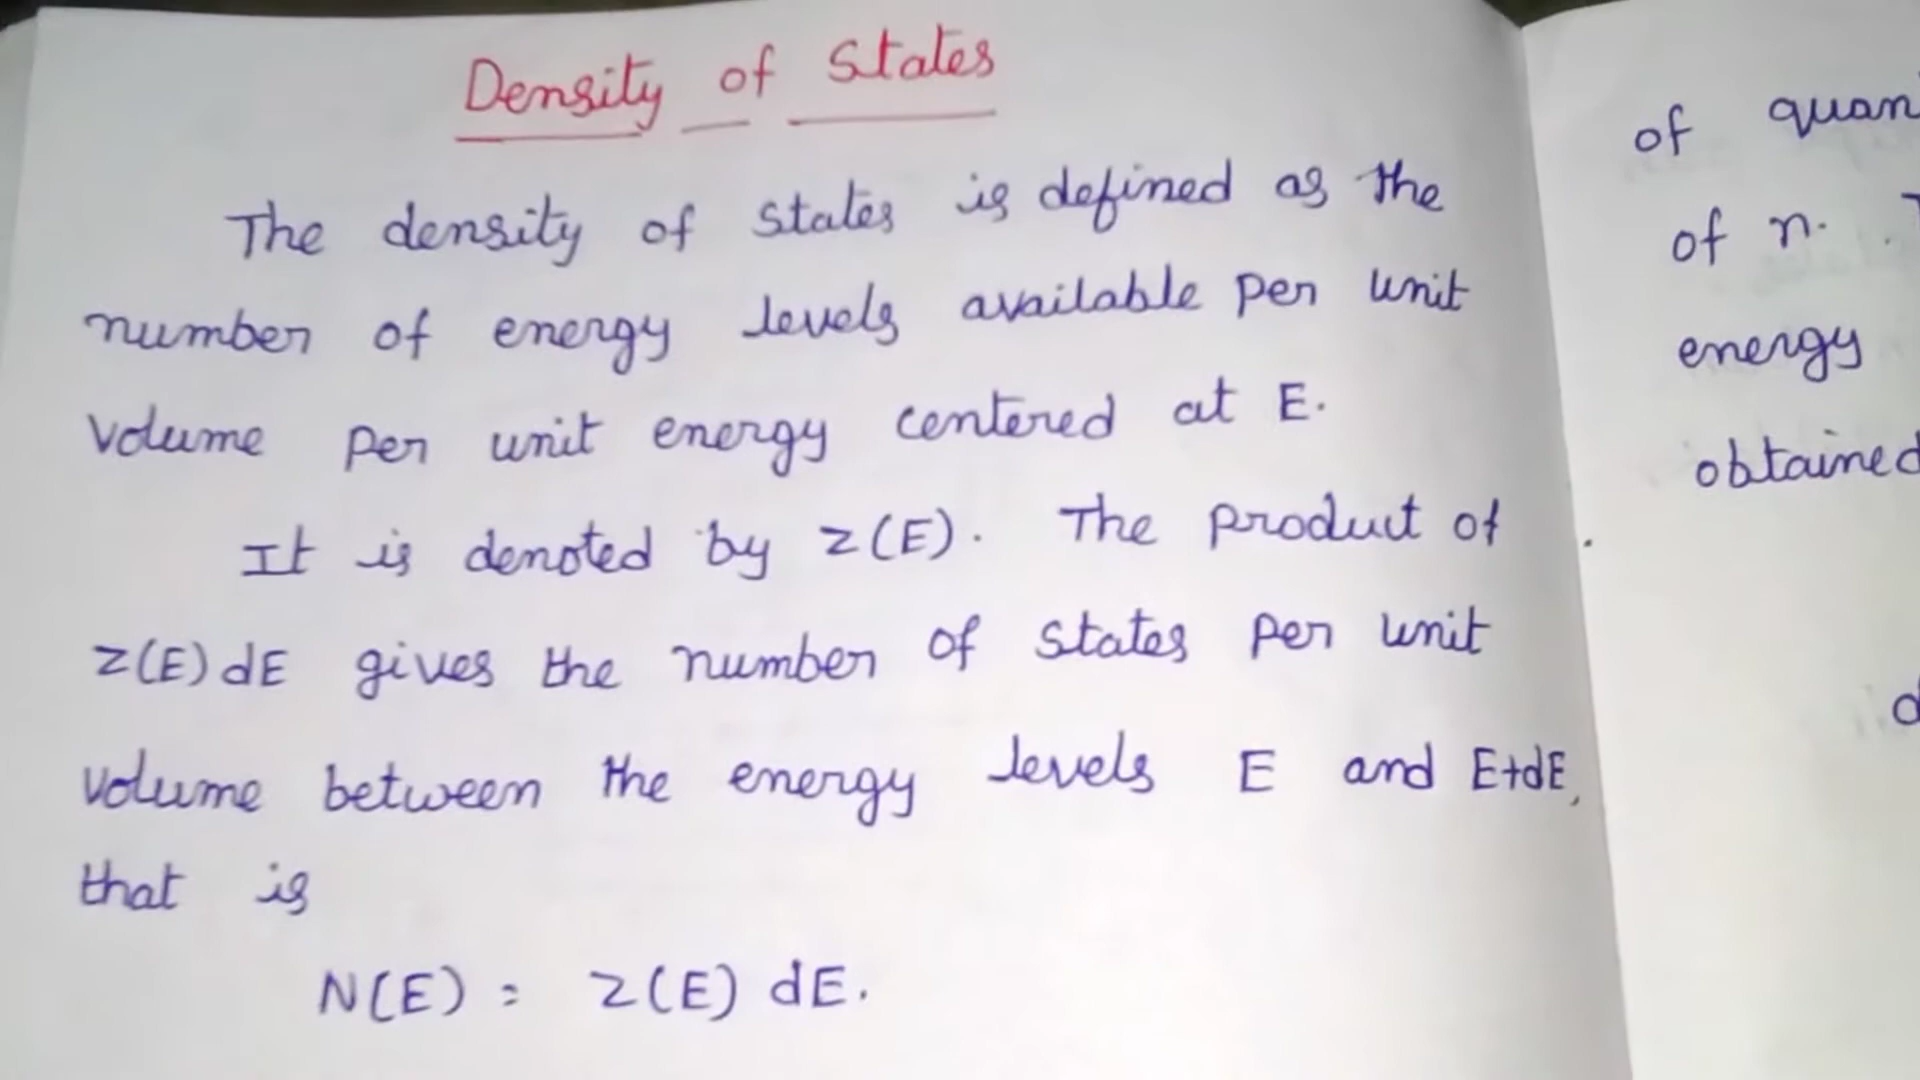 Density of States
The density of states is defined as the
number of energy levels available per unit
volume per unit energy centered at E.
It is denoted by z(E). The product of
z(E) dE gives the number of states per unit
volume between the energy levels E and E+dE,
that is
N(E) = z(E) dE.
of quan
of n.
energy
obtained